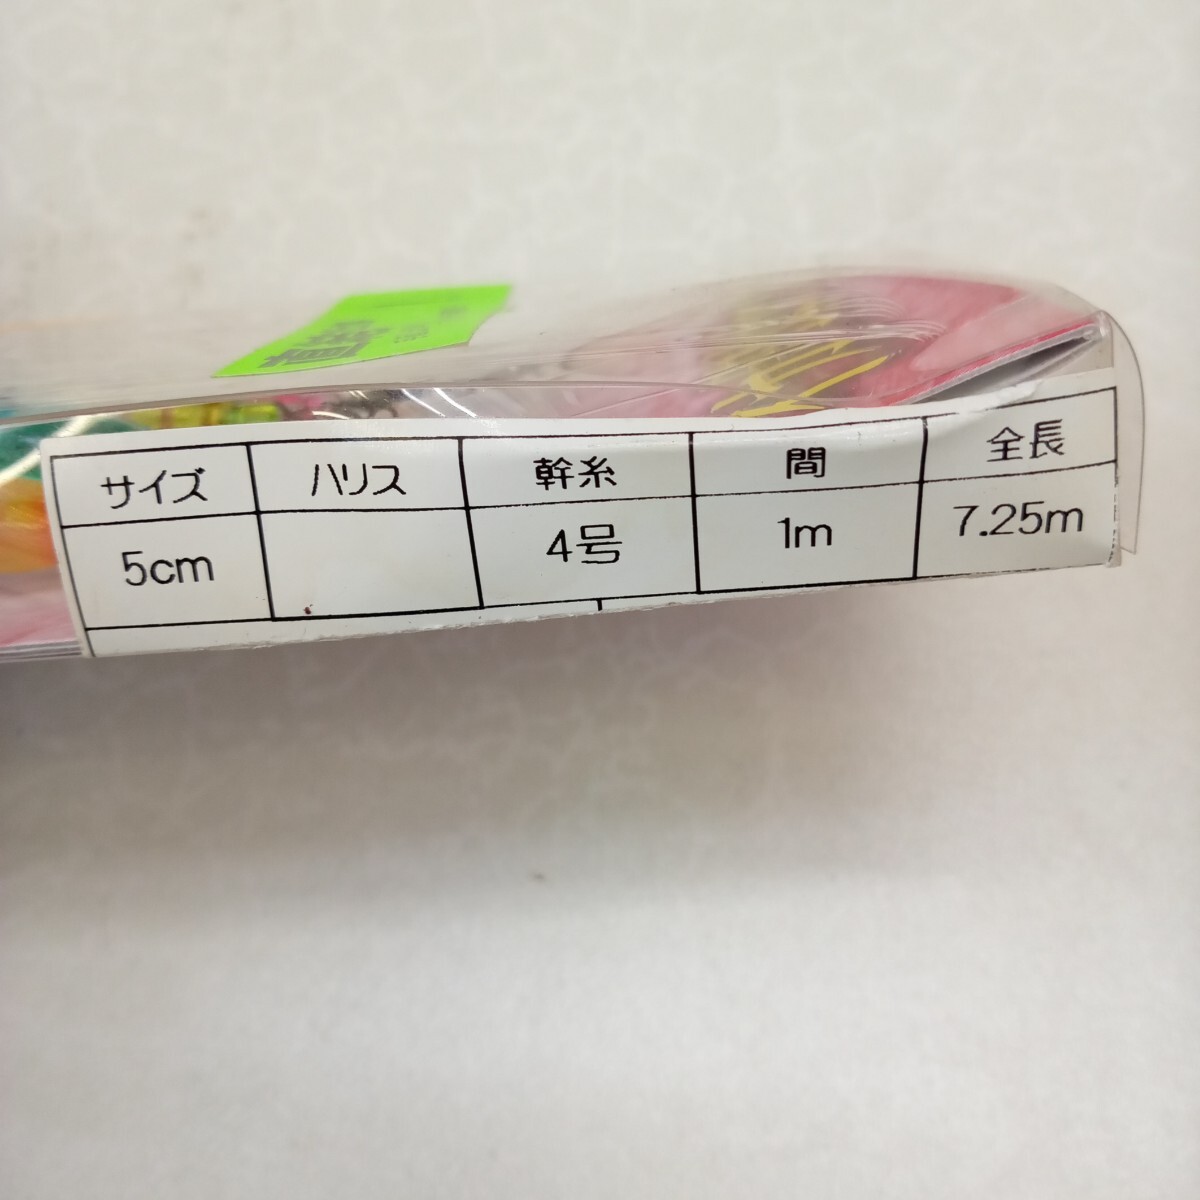 サイズ ハリス 幹糸 間 全長
5cm 4号 1m 7.25m